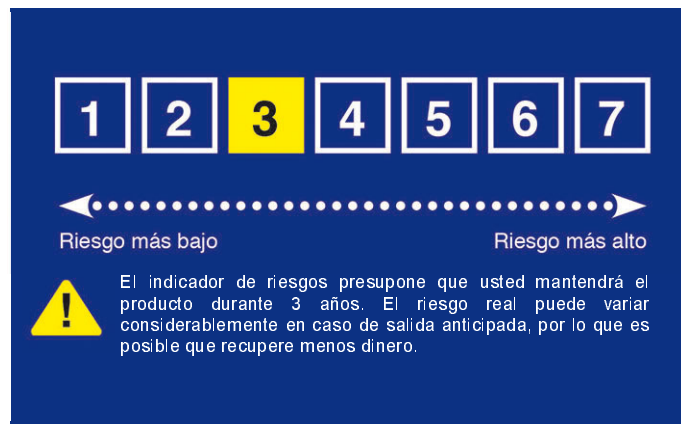 1 2 3 4 5 6 7
Riesgo más bajo Riesgo más alto
!
El indicador de riesgos presupone que usted mantendrá el
producto durante 3 años. El riesgo real puede variar
considerablemente en caso de salida anticipada, por lo que es
posible que recupere menos dinero.